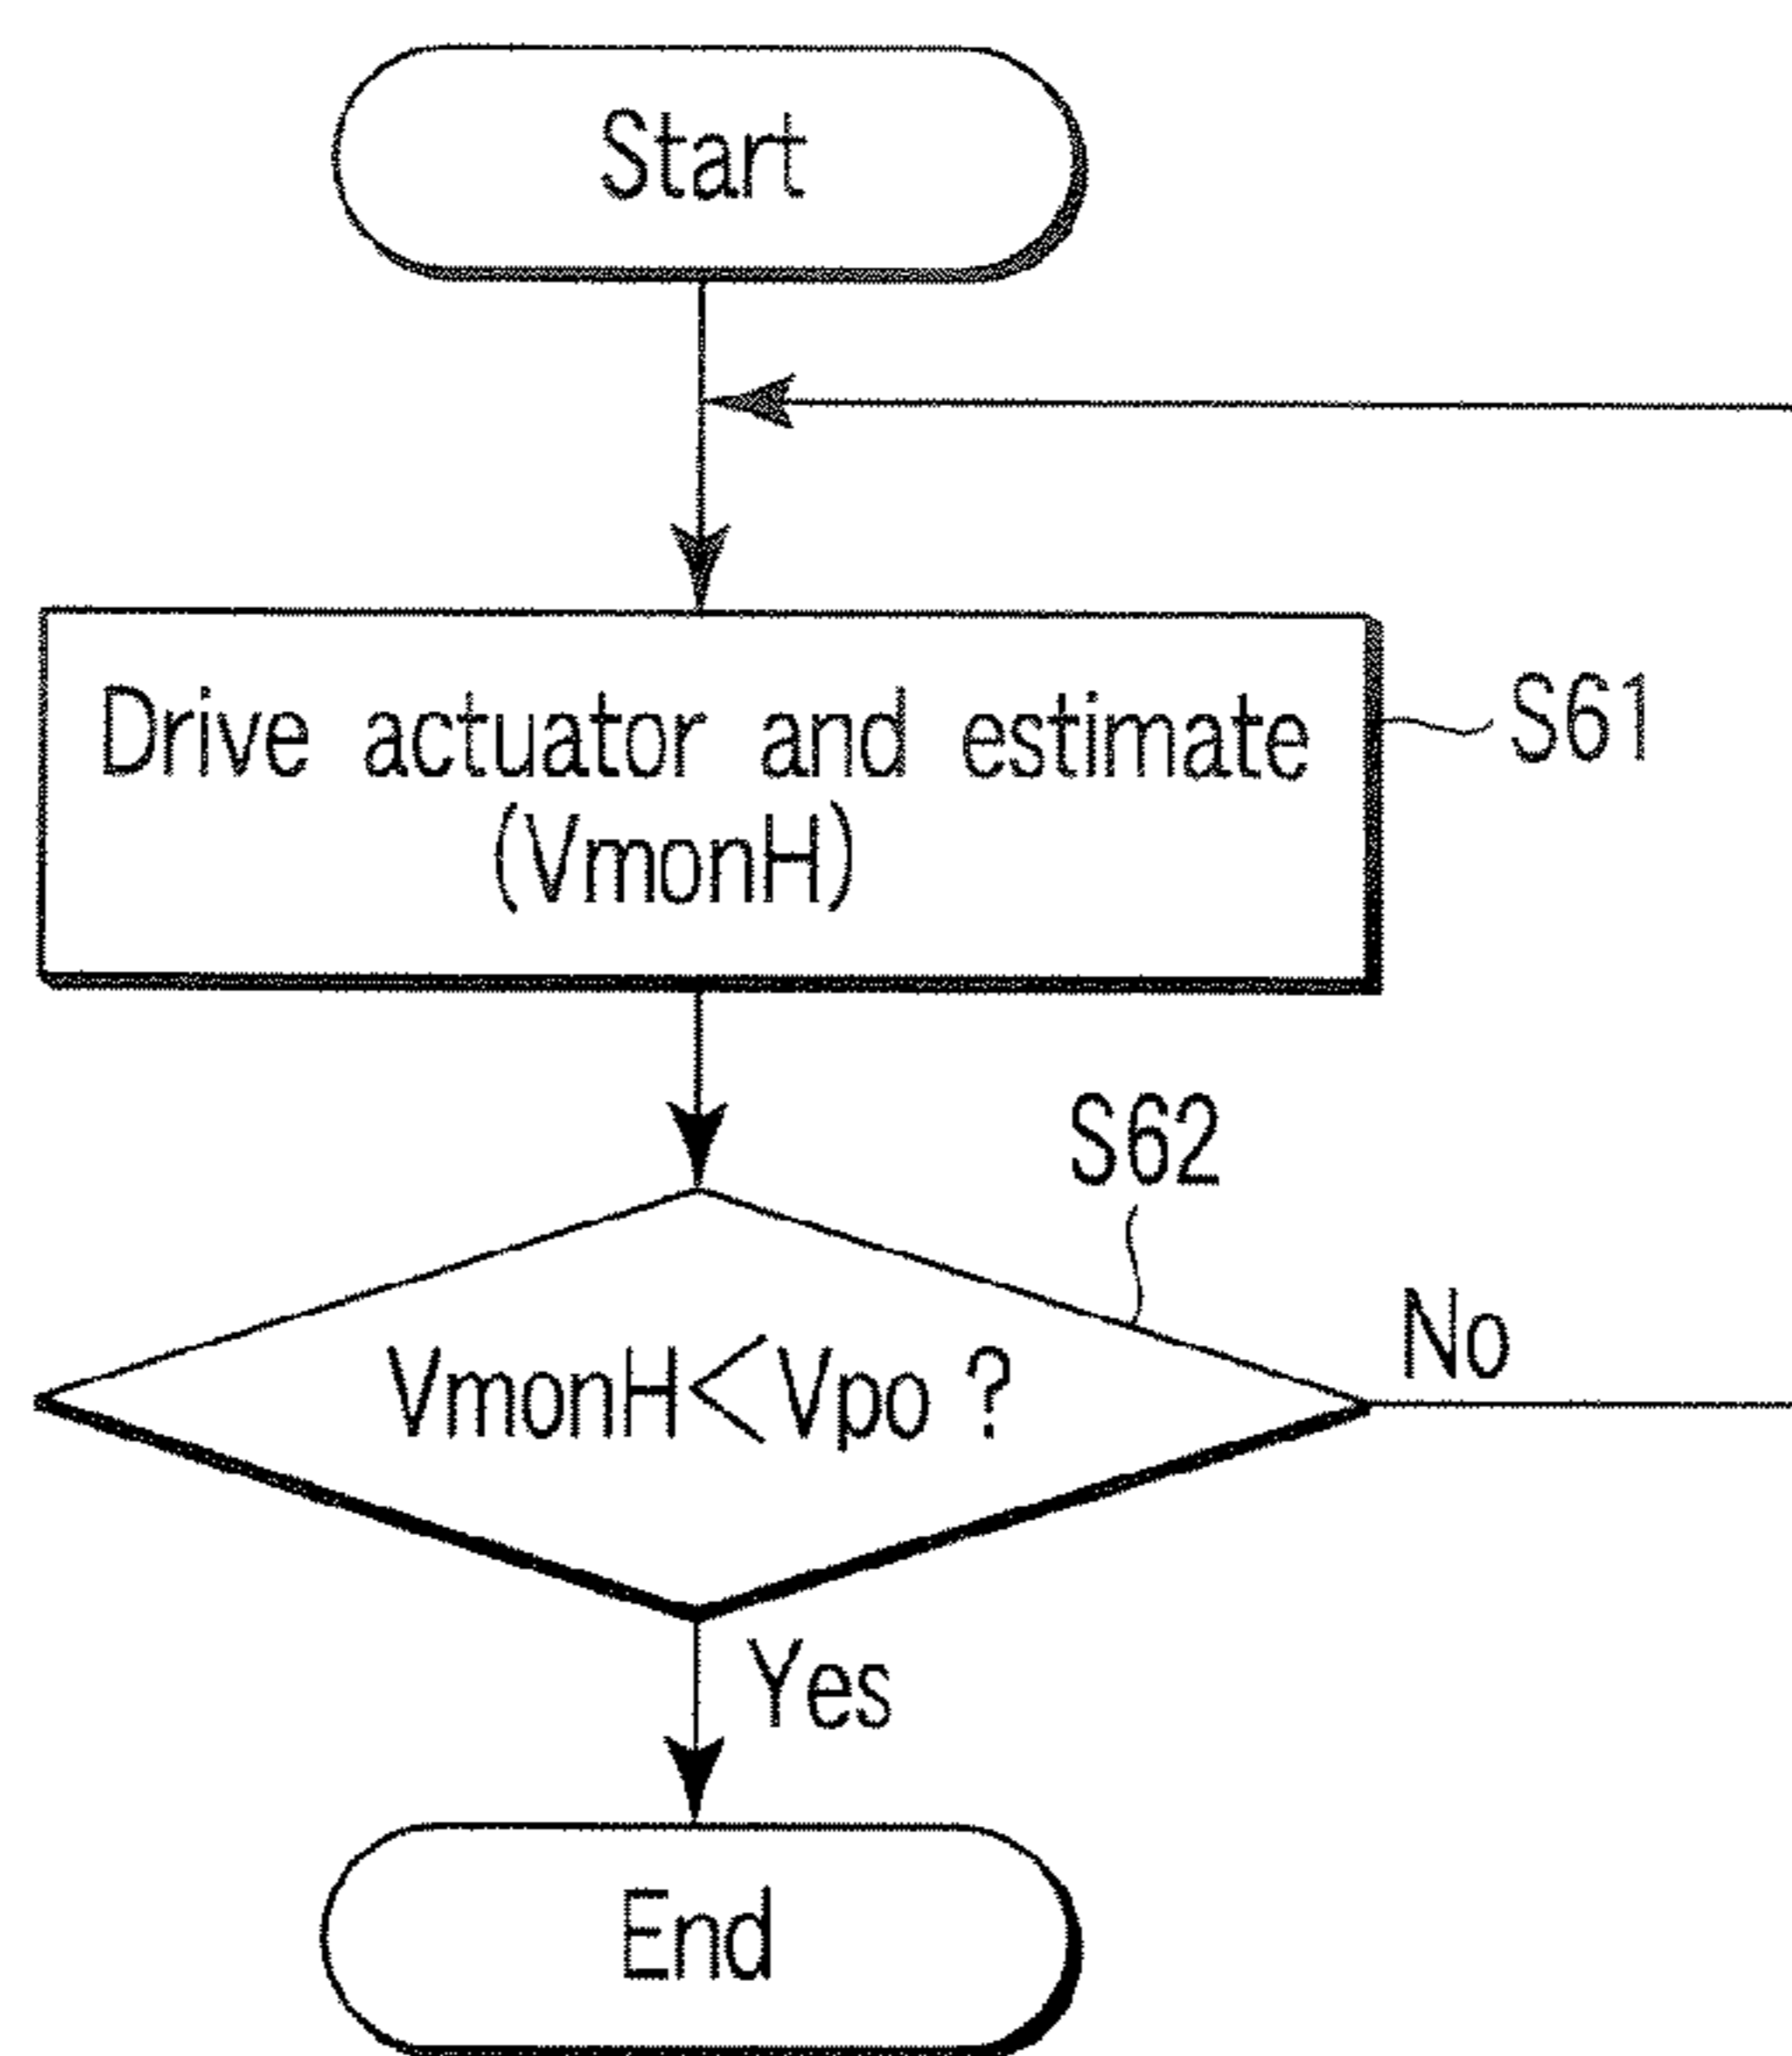 Start
Drive actuator and estimate
(VmonH)
S61
S62
VmonH<Vpo ?
No
Yes
End